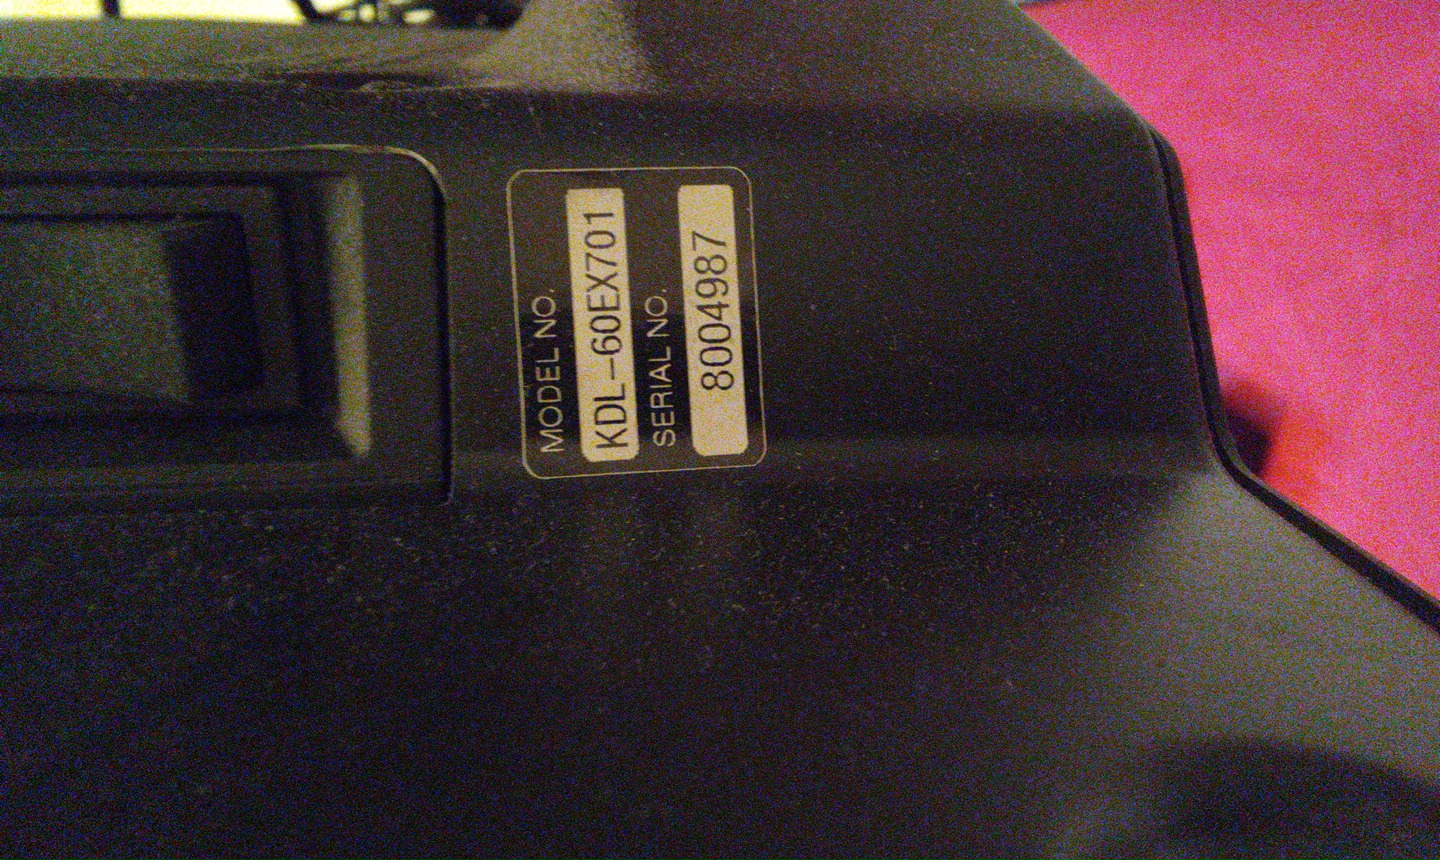 MODEL NO.
KDL-60EX701
SERIAL NO.
8004987